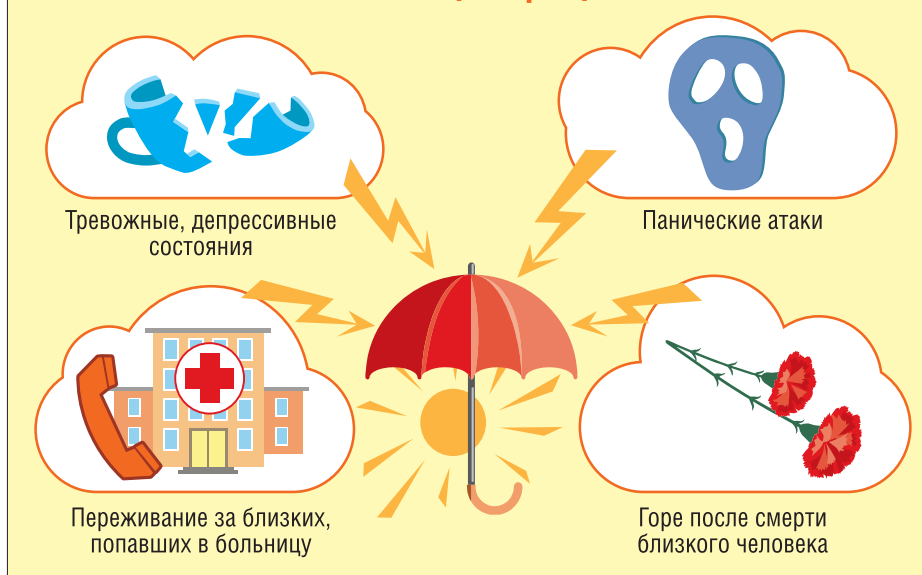 Тревожные, депрессивные
состояния
Панические атаки
Переживание за близких,
попавших в больницу
Горе после смерти
близкого человека